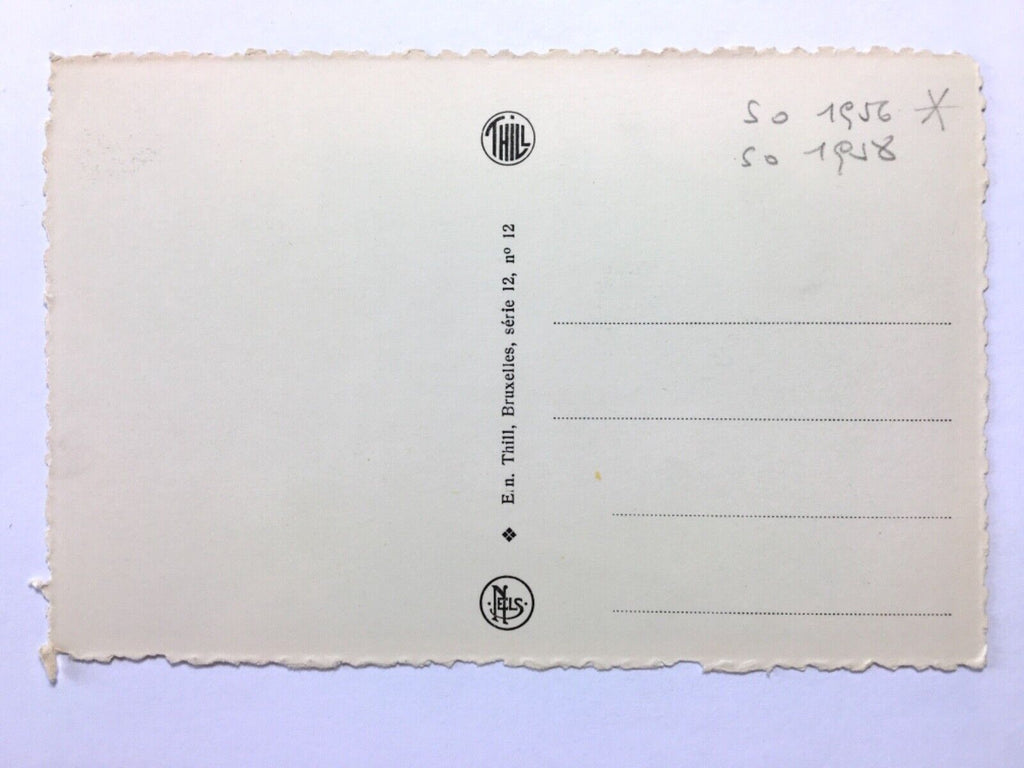 THILL
so 1956
so 1958
E.n. Thill, Bruxelles, série 12, nº 12
NELS